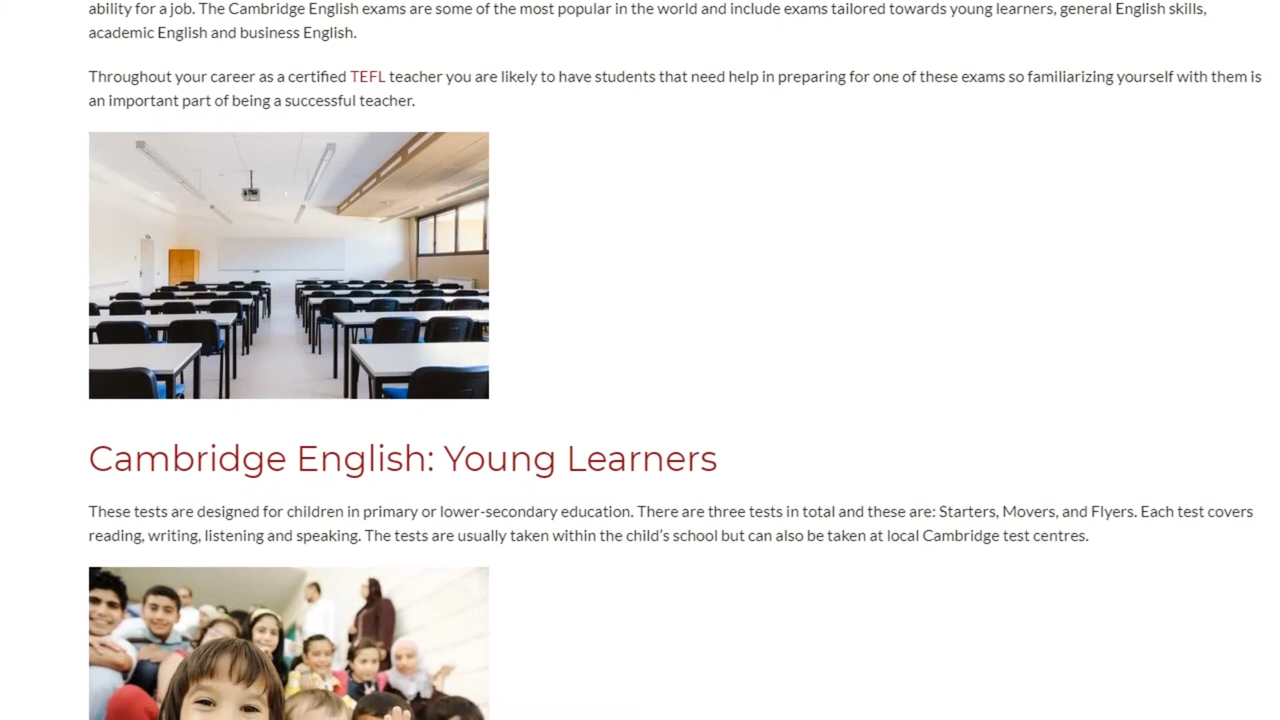 ability for a job. The Cambridge English exams are some of the most popular in the world and include exams tailored towards young learners, general English skills,
academic English and business English.
Throughout your career as a certified TEFL teacher you are likely to have students that need help in preparing for one of these exams so familiarizing yourself with them is
an important part of being a successful teacher.
Cambridge English: Young Learners
These tests are designed for children in primary or lower-secondary education. There are three tests in total and these are: Starters, Movers, and Flyers. Each test covers
reading, writing, listening and speaking. The tests are usually taken within the child’s school but can also be taken at local Cambridge test centres.